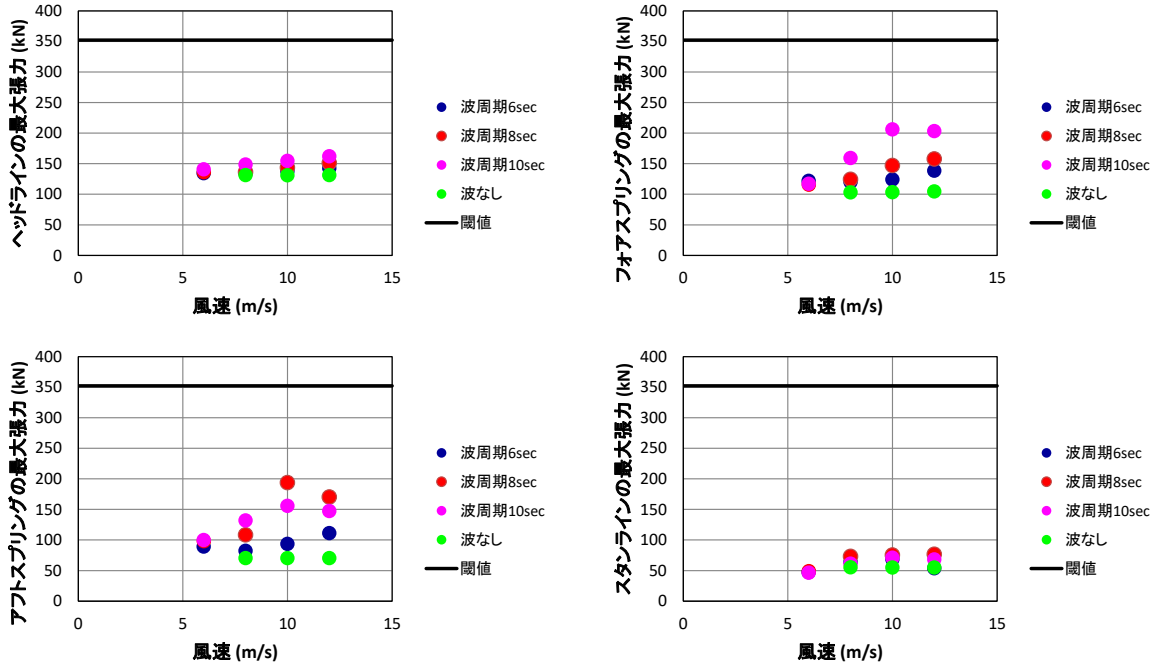 ヘッドラインの最大張力 (kN)
400
350
300
250
200
150
100
50
0
0 5 10 15
風速 (m/s)
波周期6sec
波周期8sec
波周期10sec
波なし
閾値
フォアスプリングの最大張力 (kN)
400
350
300
250
200
150
100
50
0
0 5 10 15
風速 (m/s)
波周期6sec
波周期8sec
波周期10sec
波なし
閾値
アフトスプリングの最大張力 (kN)
400
350
300
250
200
150
100
50
0
0 5 10 15
風速 (m/s)
波周期6sec
波周期8sec
波周期10sec
波なし
閾値
スタンラインの最大張力 (kN)
400
350
300
250
200
150
100
50
0
0 5 10 15
風速 (m/s)
波周期6sec
波周期8sec
波周期10sec
波なし
閾値